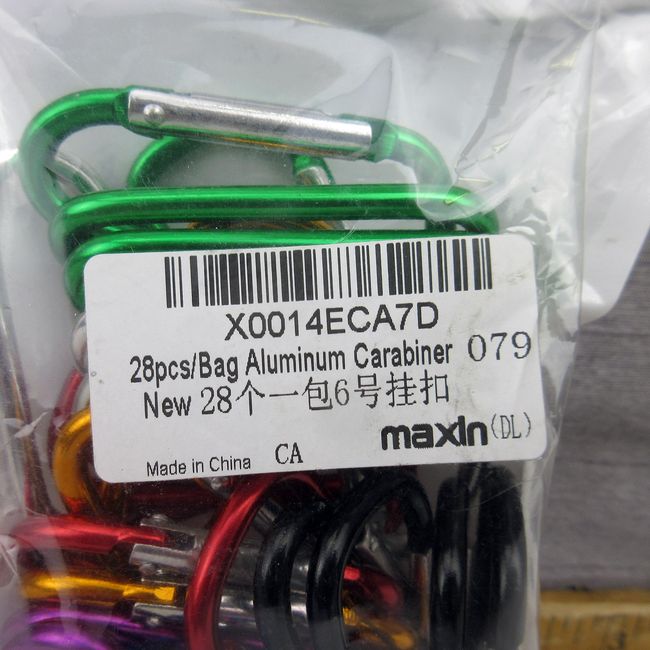 X0014ECA7D
28pcs/Bag Aluminum Carabiner 079
New 28个一包6号挂扣
maxin(DL)
Made in China CA